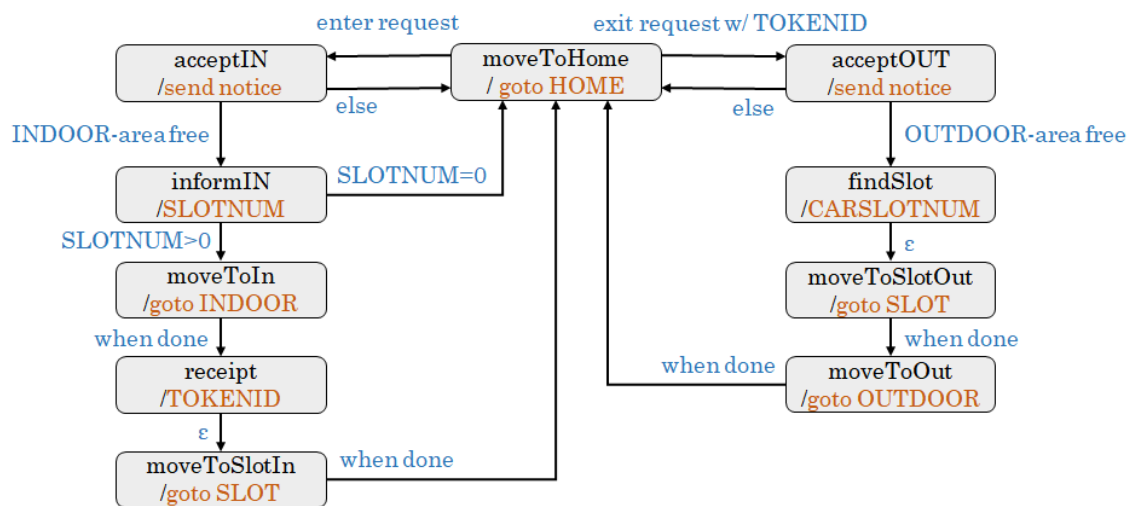 enter request
exit request w/ TOKENID
acceptIN
/send notice
moveToHome
/ goto HOME
acceptOUT
/send notice
else
else
INDOOR-area free
OUTDOOR-area free
informIN
/SLOTNUM
SLOTNUM=0
findSlot
/CARSLOTNUM
SLOTNUM>0
ε
moveToIn
/goto INDOOR
moveToSlotOut
/goto SLOT
when done
when done
receipt
/TOKENID
when done
moveToOut
/goto OUTDOOR
ε
moveToSlotIn
/goto SLOT
when done